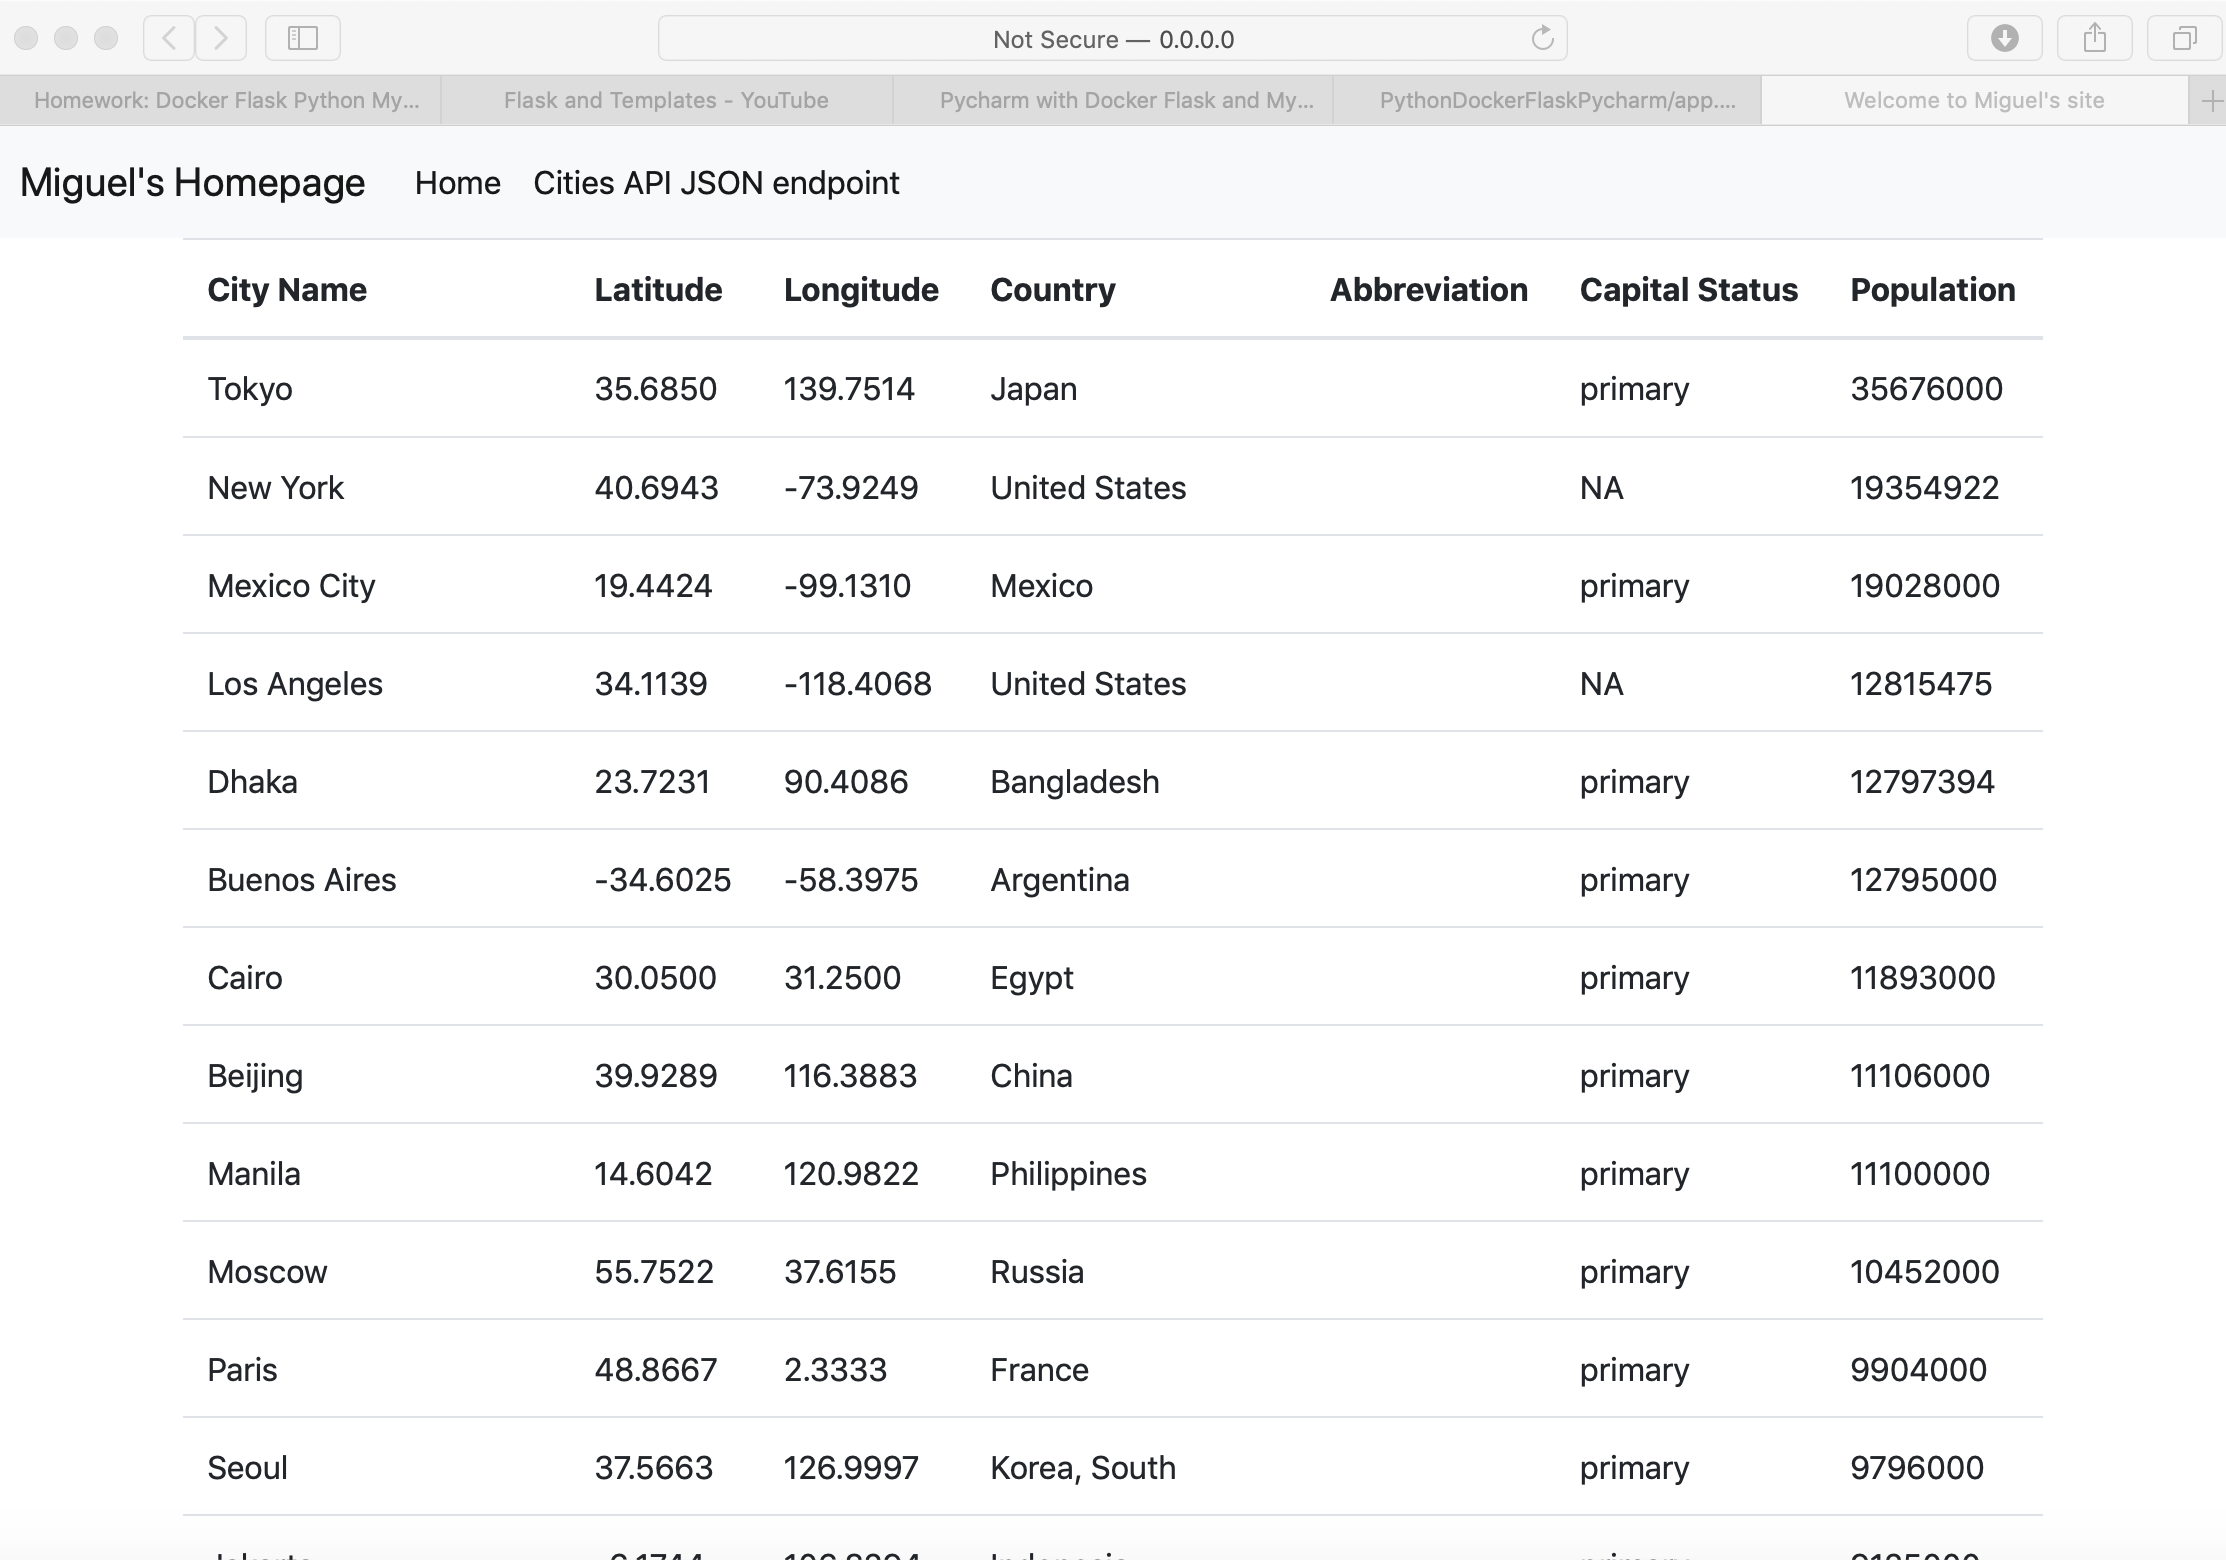 Not Secure — 0.0.0.0
Homework: Docker Flask Python My... Flask and Templates - YouTube Pycharm with Docker Flask and My... PythonDockerFlaskPycharm/app.... Welcome to Miguel's site
Miguel's Homepage Home Cities API JSON endpoint
City Name Latitude Longitude Country Abbreviation Capital Status Population
Tokyo 35.6850 139.7514 Japan primary 35676000
New York 40.6943 -73.9249 United States NA 19354922
Mexico City 19.4424 -99.1310 Mexico primary 19028000
Los Angeles 34.1139 -118.4068 United States NA 12815475
Dhaka 23.7231 90.4086 Bangladesh primary 12797394
Buenos Aires -34.6025 -58.3975 Argentina primary 12795000
Cairo 30.0500 31.2500 Egypt primary 11893000
Beijing 39.9289 116.3883 China primary 11106000
Manila 14.6042 120.9822 Philippines primary 11100000
Moscow 55.7522 37.6155 Russia primary 10452000
Paris 48.8667 2.3333 France primary 9904000
Seoul 37.5663 126.9997 Korea, South primary 9796000